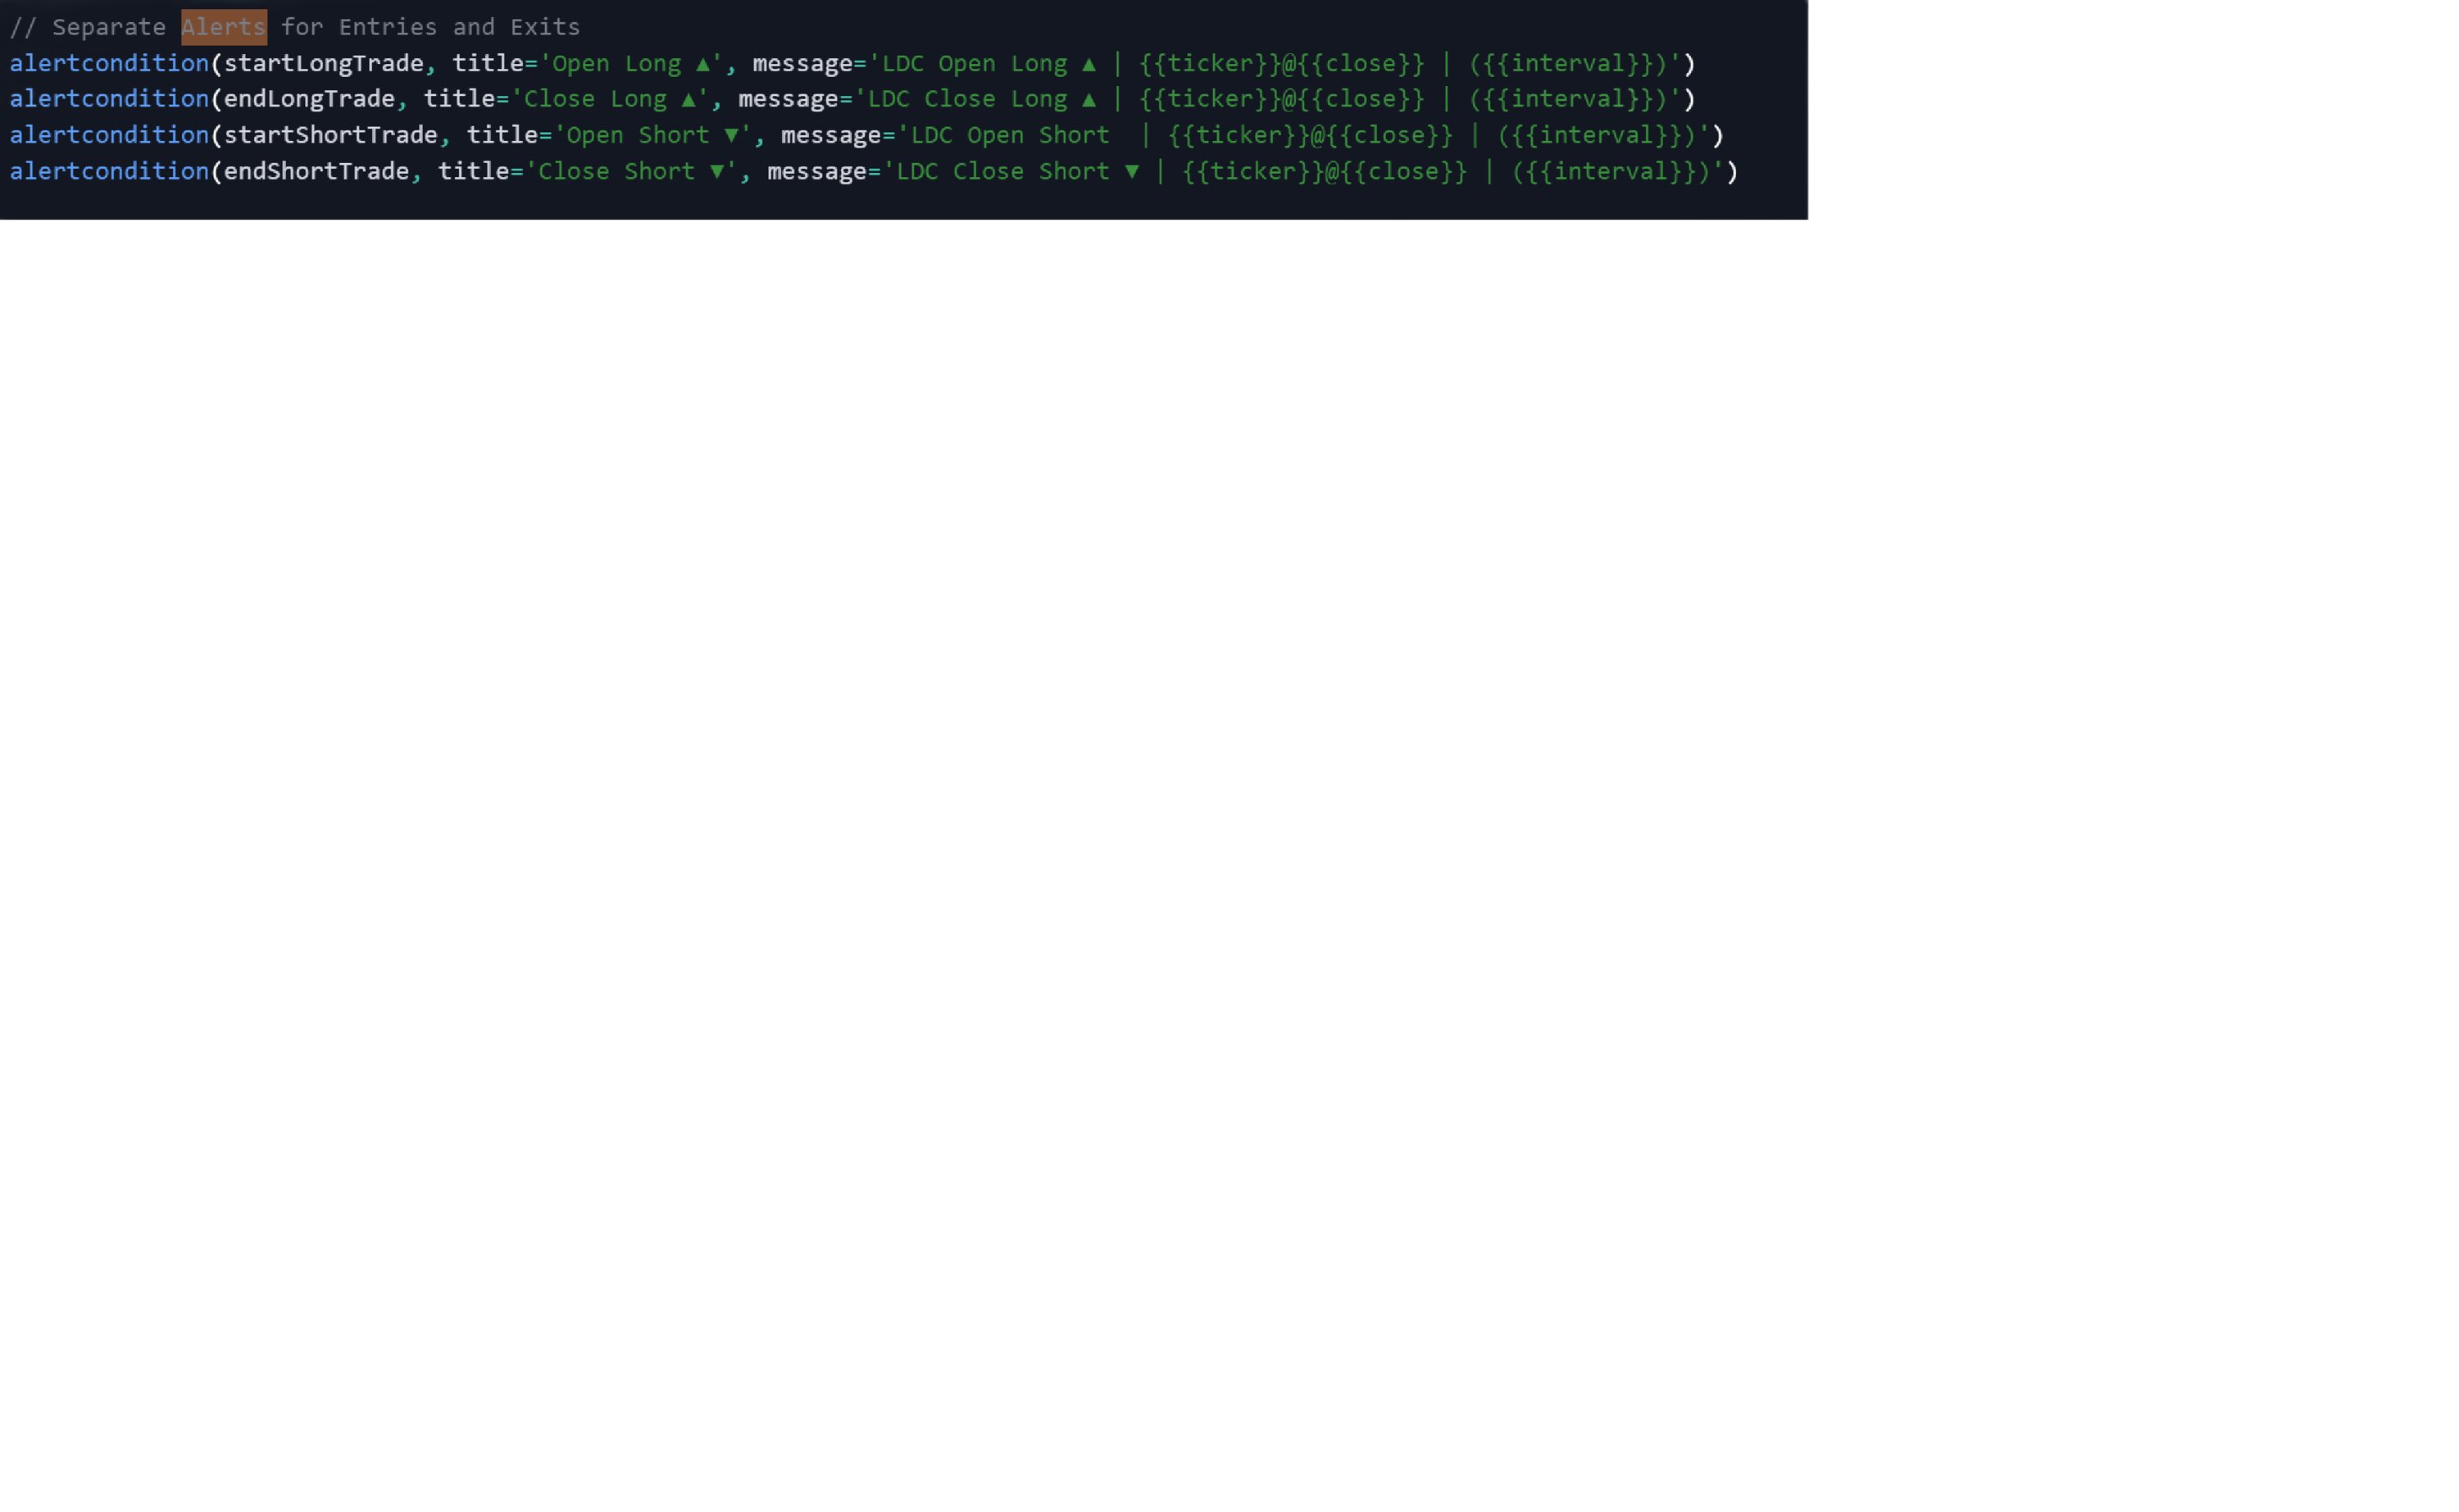 // Separate Alerts for Entries and Exits
alertcondition(startLongTrade, title='Open Long ▲', message='LDC Open Long ▲ | {{ticker}}@{{close}} | ({{interval}})')
alertcondition(endLongTrade, title='Close Long ▲', message='LDC Close Long ▲ | {{ticker}}@{{close}} | ({{interval}})')
alertcondition(startShortTrade, title='Open Short ▼', message='LDC Open Short  | {{ticker}}@{{close}} | ({{interval}})')
alertcondition(endShortTrade, title='Close Short ▼', message='LDC Close Short ▼ | {{ticker}}@{{close}} | ({{interval}})')